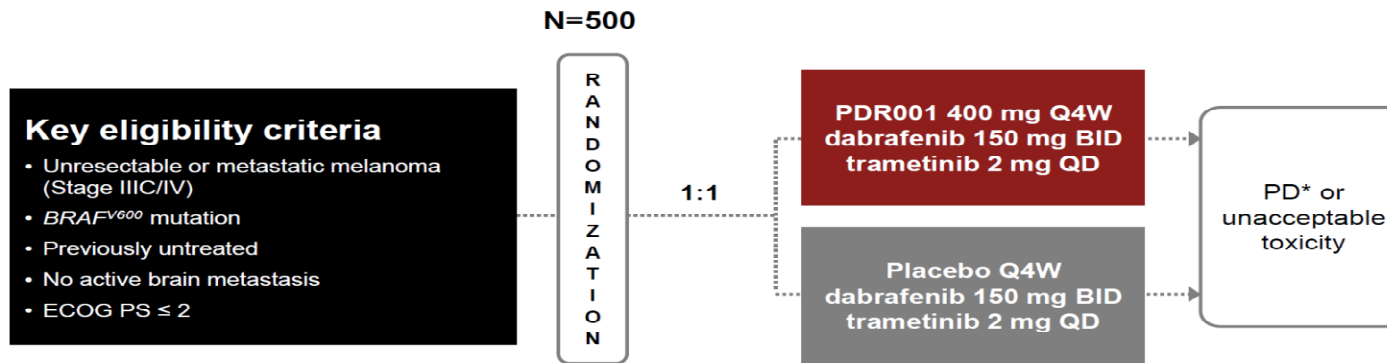 N=500
Key eligibility criteria
• Unresectable or metastatic melanoma
(Stage IIIC/IV)
• BRAFV600 mutation
• Previously untreated
• No active brain metastasis
• ECOG PS ≤ 2
RANDOMIZATION
1:1
PDR001 400 mg Q4W
dabrafenib 150 mg BID
trametinib 2 mg QD
Placebo Q4W
dabrafenib 150 mg BID
trametinib 2 mg QD
PD* or
unacceptable
toxicity